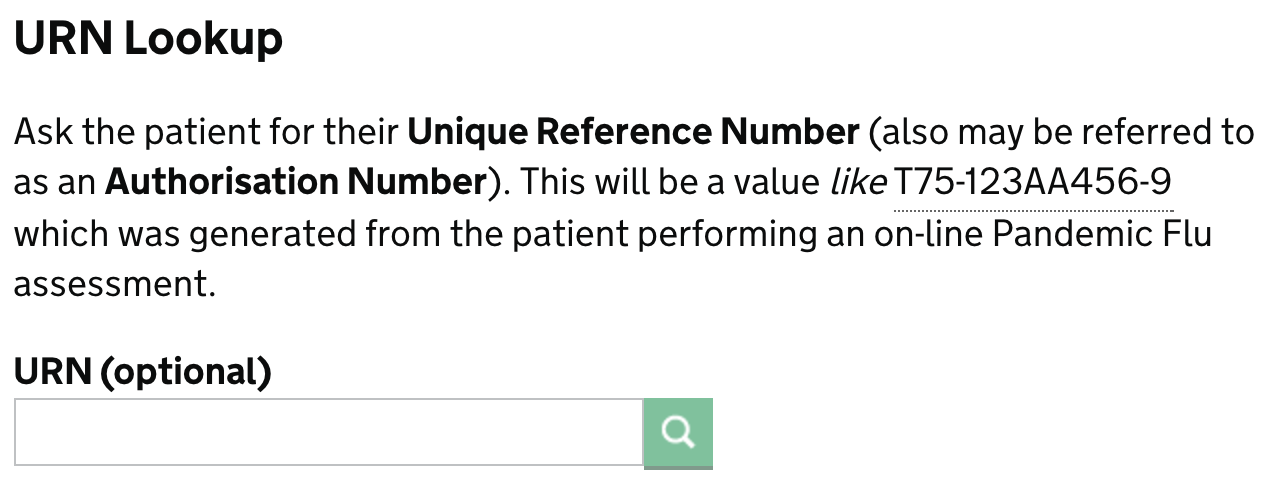 URN Lookup
Ask the patient for their Unique Reference Number (also may be referred to
as an Authorisation Number). This will be a value like T75-123AA456-9
which was generated from the patient performing an on-line Pandemic Flu
assessment.
URN (optional)